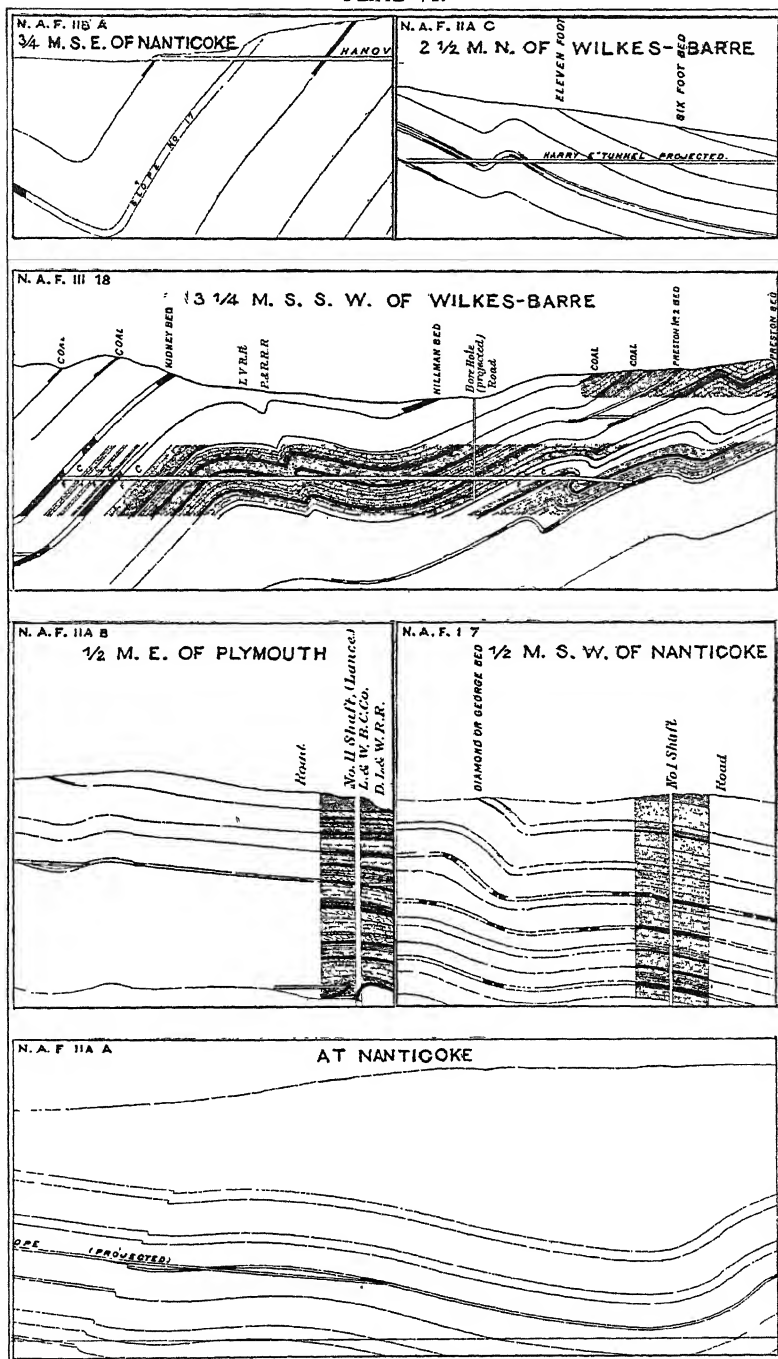 N. A. F. IIB A
3/4 M. S. E. OF NANTICOKE
HANOV
SLOPE NO 17
N. A. F. IIA C
2 1/2 M. N. OF WILKES-BARRE
ELEVEN FOOT
SIX FOOT BED
HARRY E" TUNNEL PROJECTED.
N. A. F. III 18
3 1/4 M. S. S. W. OF WILKES-BARRE
COAL
COAL
KIDNEY BED
L V R R
P. & R. R. R
HILLMAN BED
Bore Hole
(projected)
Road
COAL
COAL
PRESTON No 2 BED
PRESTON BED
C
C
C
N. A. F. IIA B
1/2 M. E. OF PLYMOUTH
Road
No. 11 Shaft, (Lance)
L. & W. B. C. Co.
D. L. & W. R. R.
N. A. F. I 7
1/2 M. S. W. OF NANTICOKE
DIAMOND OR GEORGE BED
No 1 Shaft
Road
N. A. F IIA A
AT NANTICOKE
OPE (PROJECTED)